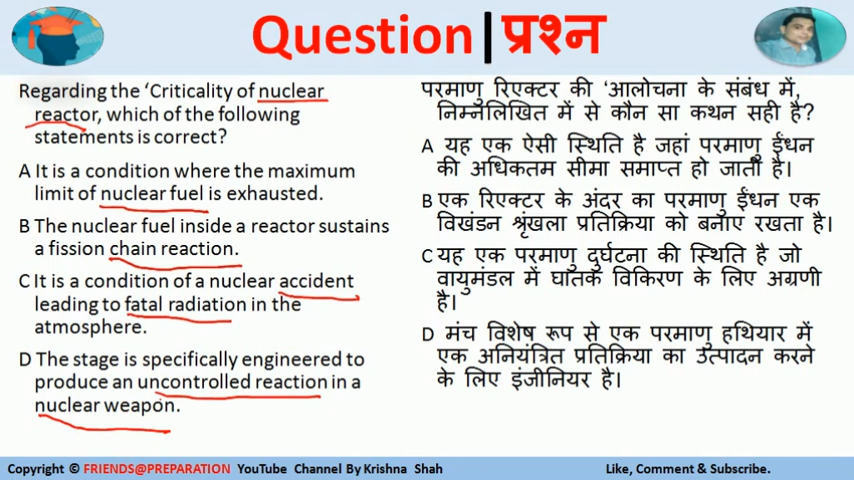 Question|प्रश्न
Regarding the ‘Criticality of nuclear
reactor, which of the following
statements is correct?
A It is a condition where the maximum
limit of nuclear fuel is exhausted.
B The nuclear fuel inside a reactor sustains
a fission chain reaction.
C It is a condition of a nuclear accident
leading to fatal radiation in the
atmosphere.
D The stage is specifically engineered to
produce an uncontrolled reaction in a
nuclear weapon.
परमाणु रिएक्टर की ‘आलोचना के संबंध में,
निम्नलिखित में से कौन सा कथन सही है?
A यह एक ऐसी स्थिति है जहां परमाणु ईंधन
की अधिकतम सीमा समाप्त हो जाती है।
B एक रिएक्टर के अंदर का परमाणु ईंधन एक
विखंडन श्रृंखला प्रतिक्रिया को बनाए रखता है।
C यह एक परमाणु दुर्घटना की स्थिति है जो
वायुमंडल में घातक विकिरण के लिए अग्रणी
है।
D मंच विशेष रूप से एक परमाणु हथियार में
एक अनियंत्रित प्रतिक्रिया का उत्पादन करने
के लिए इंजीनियर है।
Copyright © FRIENDS@PREPARATION YouTube Channel By Krishna Shah
Like, Comment & Subscribe.